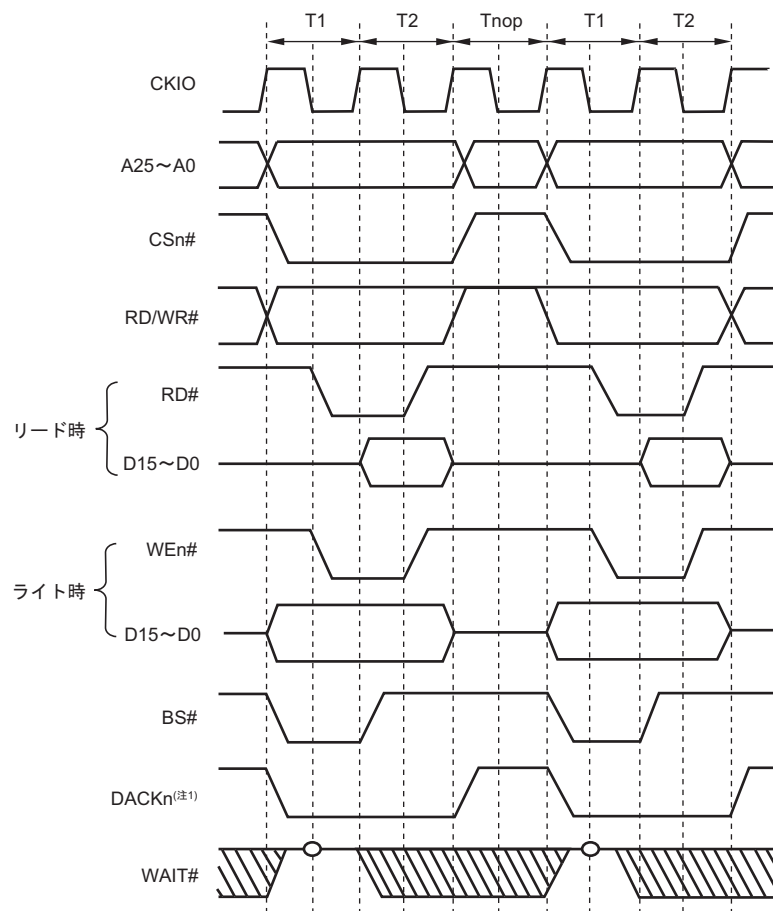 T1 T2 Tnop T1 T2
CKIO
A25～A0
CSn#
RD/WR#
RD#
リード時
D15～D0
WEn#
ライト時
D15～D0
BS#
DACKn(注1)
WAIT#